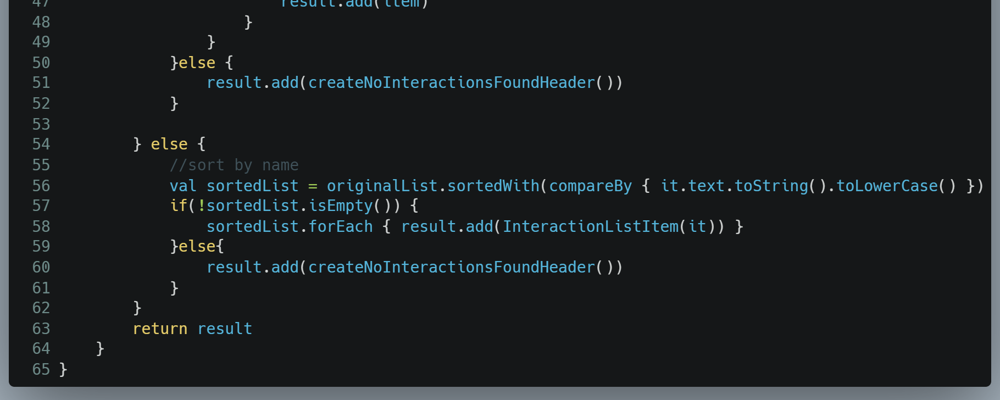 47 result.add(item)
48 }
49 }
50 }else {
51 result.add(createNoInteractionsFoundHeader())
52 }
53
54 } else {
55 //sort by name
56 val sortedList = originalList.sortedWith(compareBy { it.text.toString().toLowerCase() })
57 if(!sortedList.isEmpty()) {
58 sortedList.forEach { result.add(InteractionListItem(it)) }
59 }else{
60 result.add(createNoInteractionsFoundHeader())
61 }
62 }
63 return result
64 }
65 }